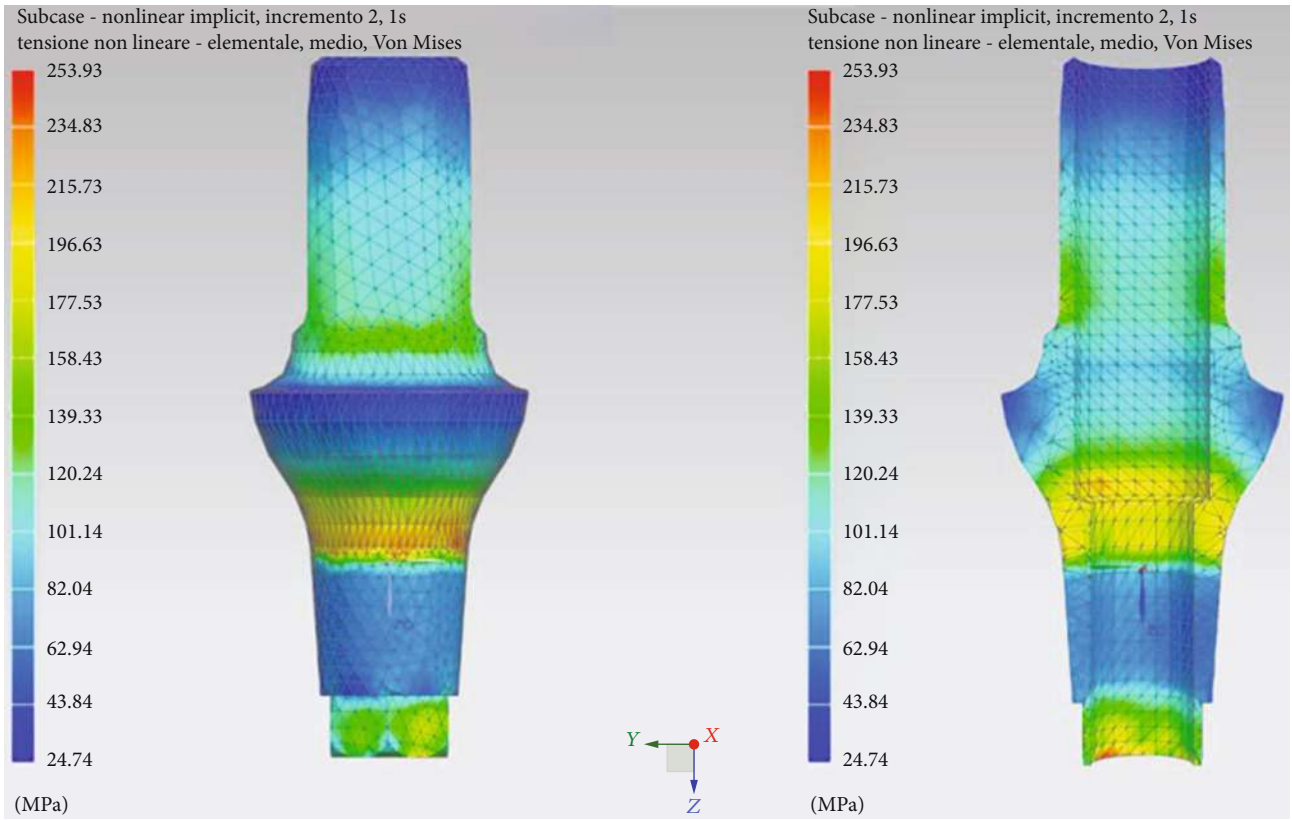 Subcase - nonlinear implicit, incremento 2, 1s
tensione non lineare - elementale, medio, Von Mises
253.93
234.83
215.73
196.63
177.53
158.43
139.33
120.24
101.14
82.04
62.94
43.84
24.74
(MPa)
Y
X
Z
Subcase - nonlinear implicit, incremento 2, 1s
tensione non lineare - elementale, medio, Von Mises
253.93
234.83
215.73
196.63
177.53
158.43
139.33
120.24
101.14
82.04
62.94
43.84
24.74
(MPa)